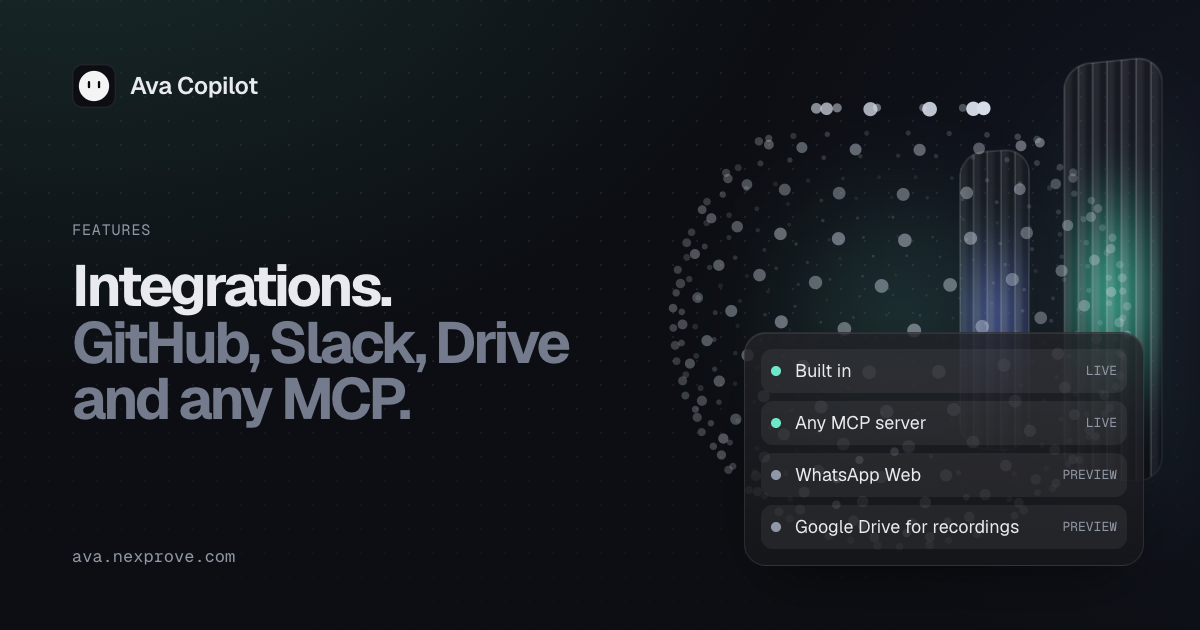 Ava Copilot
FEATURES
Integrations.
GitHub, Slack, Drive
and any MCP.
Built in LIVE
Any MCP server LIVE
WhatsApp Web PREVIEW
Google Drive for recordings PREVIEW
ava.nexprove.com